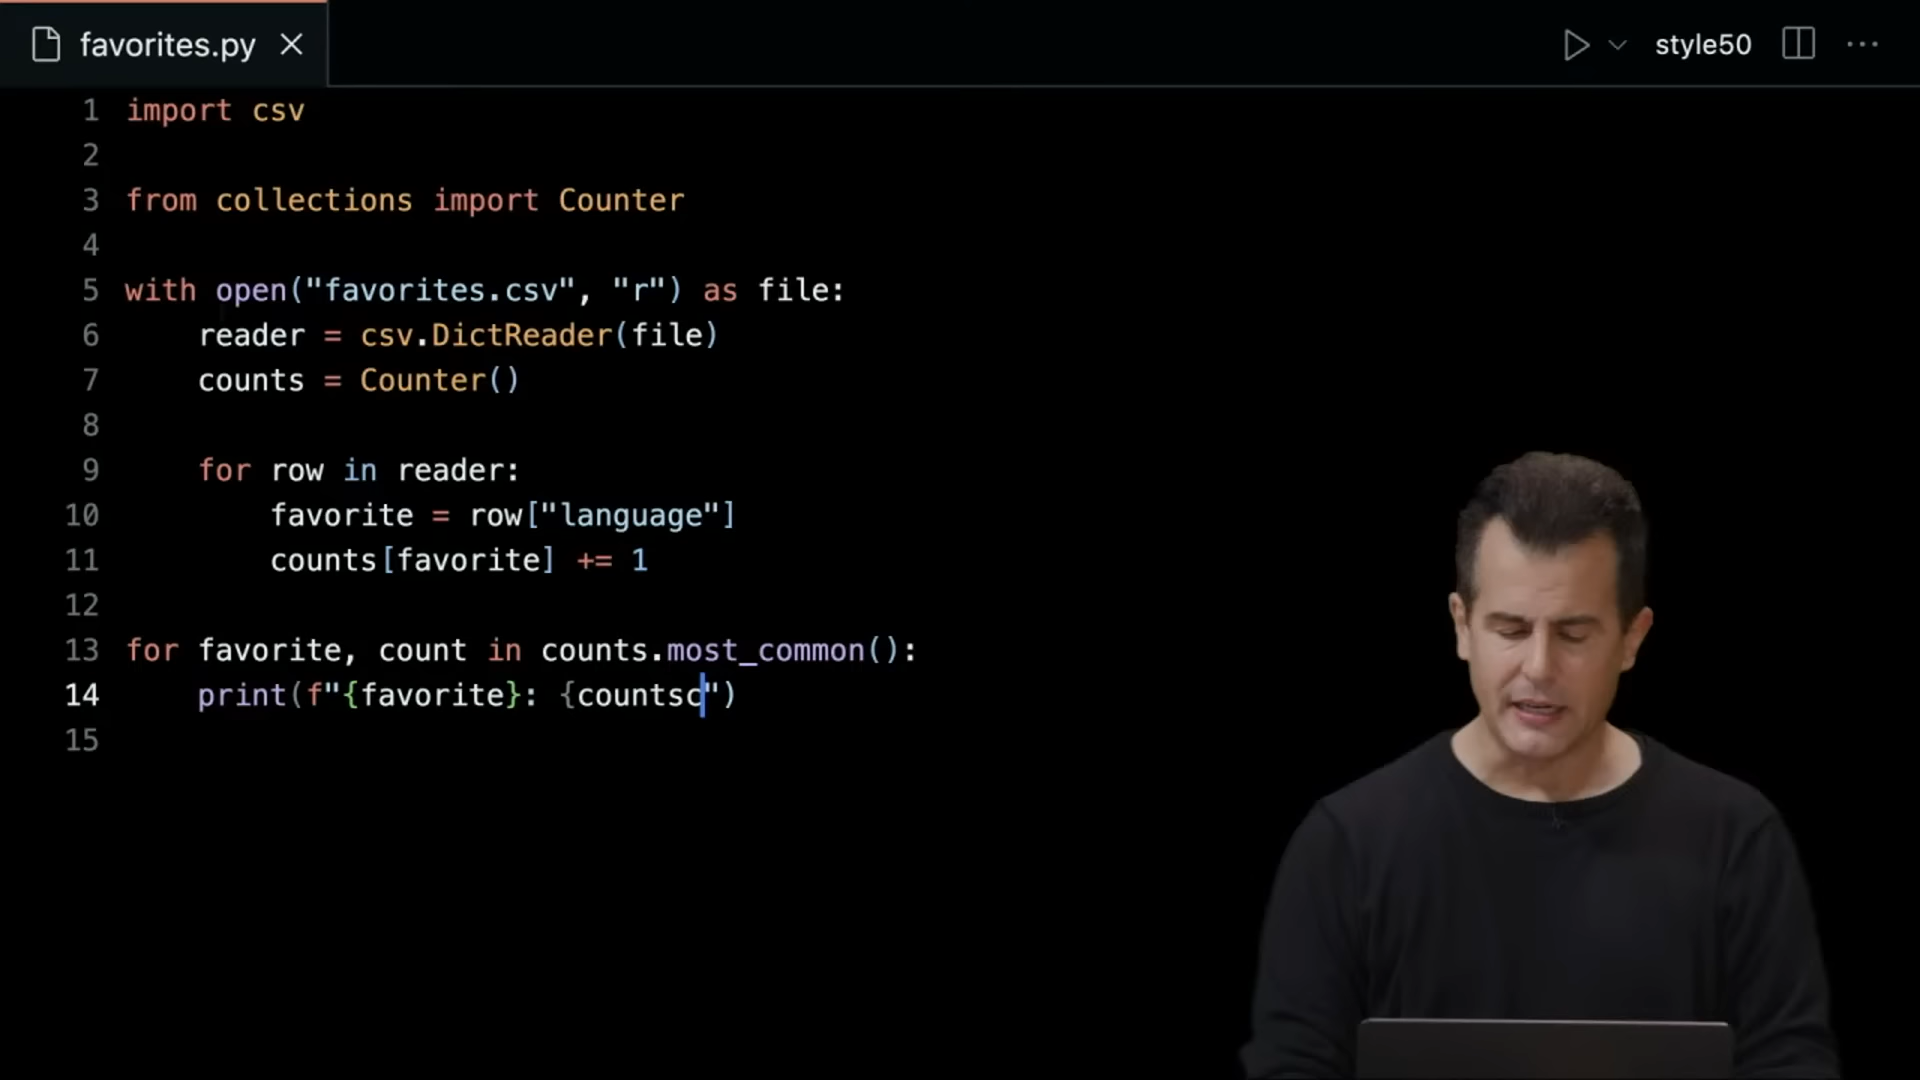 favorites.py
style50
1 import csv
2
3 from collections import Counter
4
5 with open("favorites.csv", "r") as file:
6     reader = csv.DictReader(file)
7     counts = Counter()
8
9     for row in reader:
10         favorite = row["language"]
11         counts[favorite] += 1
12
13 for favorite, count in counts.most_common():
14     print(f"{favorite}: {countsc")
15